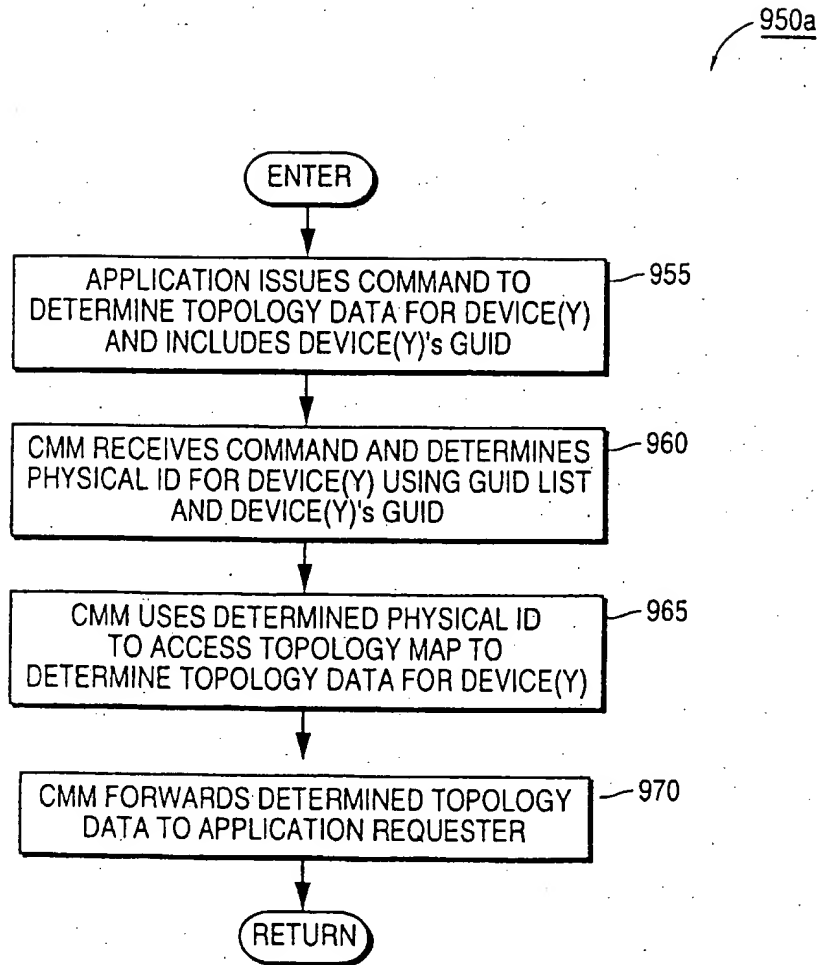 950a
ENTER
APPLICATION ISSUES COMMAND TO
DETERMINE TOPOLOGY DATA FOR DEVICE(Y)
AND INCLUDES DEVICE(Y)'s GUID
955
CMM RECEIVES COMMAND AND DETERMINES
PHYSICAL ID FOR DEVICE(Y) USING GUID LIST
AND DEVICE(Y)'s GUID
960
CMM USES DETERMINED PHYSICAL ID
TO ACCESS TOPOLOGY MAP TO
DETERMINE TOPOLOGY DATA FOR DEVICE(Y)
965
CMM FORWARDS DETERMINED TOPOLOGY
DATA TO APPLICATION REQUESTER
970
RETURN